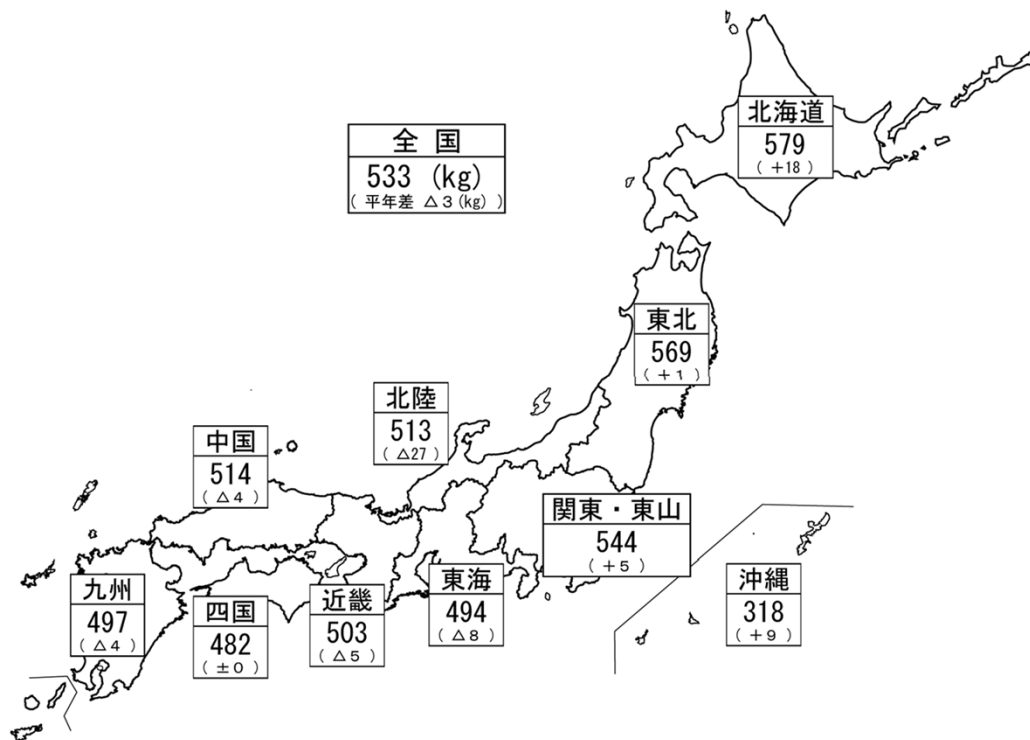 全 国
533 (kg)
( 平年差 △3(kg) )
北海道
579
( +18 )
東北
569
( +1 )
北陸
513
( △27 )
中国
514
( △4 )
関東・東山
544
( +5 )
東海
494
( △8 )
近畿
503
( △5 )
四国
482
( ±0 )
九州
497
( △4 )
沖縄
318
( +9 )